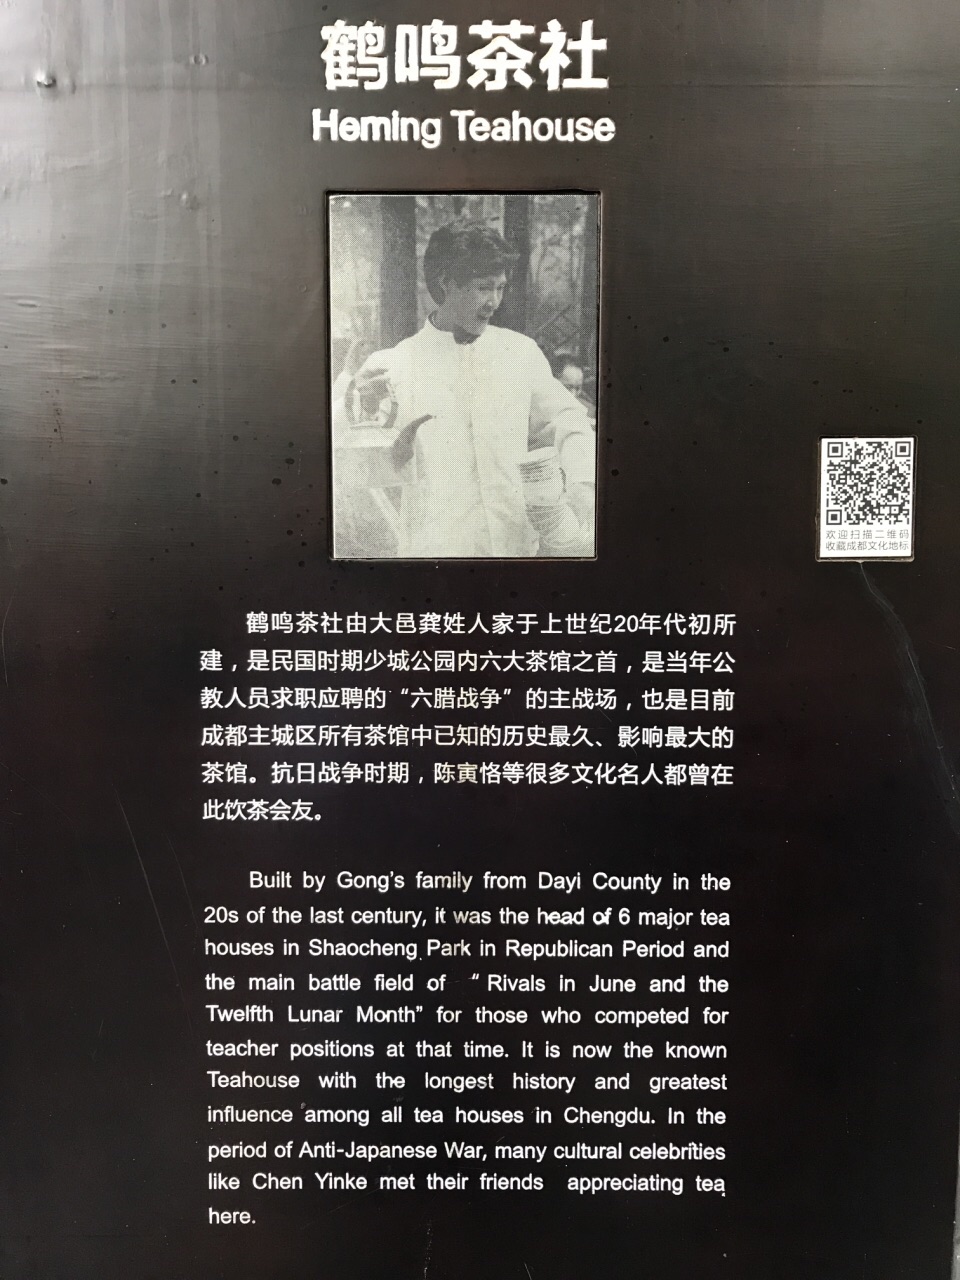 鹤鸣茶社
Heming Teahouse
欢迎扫描二维码
收藏成都文化地标
鹤鸣茶社由大邑龚姓人家于上世纪20年代初所
建，是民国时期少城公园内六大茶馆之首，是当年公
教人员求职应聘的“六腊战争”的主战场，也是目前
成都主城区所有茶馆中已知的历史最久、影响最大的
茶馆。抗日战争时期，陈寅恪等很多文化名人都曾在
此饮茶会友。
Built by Gong's family from Dayi County in the
20s of the last century, it was the head of 6 major tea
houses in Shaocheng Park in Republican Period and
the main battle field of “ Rivals in June and the
Twelfth Lunar Month” for those who competed for
teacher positions at that time. It is now the known
Teahouse with the longest history and greatest
influence among all tea houses in Chengdu. In the
period of Anti-Japanese War, many cultural celebrities
like Chen Yinke met their friends appreciating tea
here.